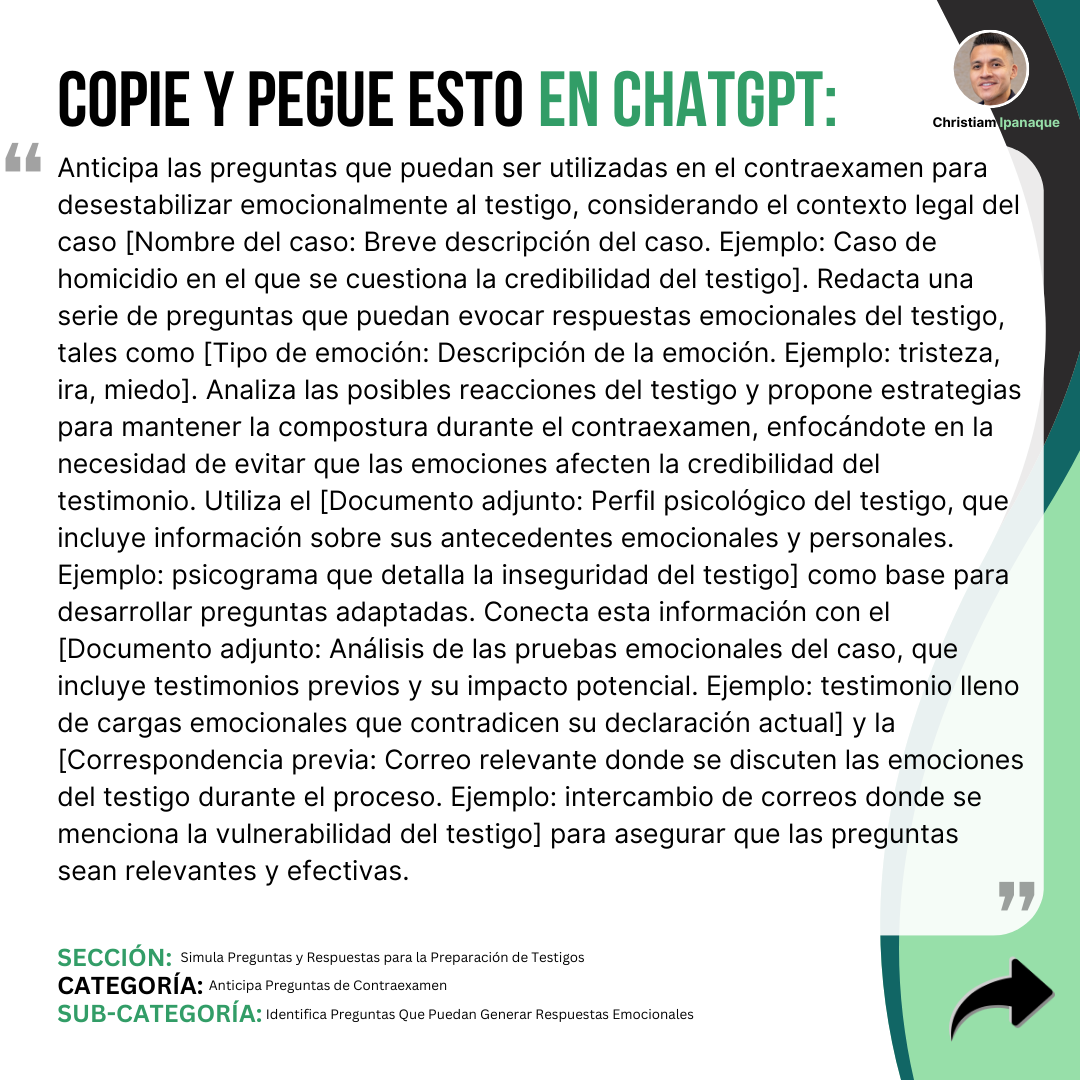 COPIE Y PEGUE ESTO EN CHATGPT:
Christiam Ipanaque
“
Anticipa las preguntas que puedan ser utilizadas en el contraexamen para
desestabilizar emocionalmente al testigo, considerando el contexto legal del
caso [Nombre del caso: Breve descripción del caso. Ejemplo: Caso de
homicidio en el que se cuestiona la credibilidad del testigo]. Redacta una
serie de preguntas que puedan evocar respuestas emocionales del testigo,
tales como [Tipo de emoción: Descripción de la emoción. Ejemplo: tristeza,
ira, miedo]. Analiza las posibles reacciones del testigo y propone estrategias
para mantener la compostura durante el contraexamen, enfocándote en la
necesidad de evitar que las emociones afecten la credibilidad del
testimonio. Utiliza el [Documento adjunto: Perfil psicológico del testigo, que
incluye información sobre sus antecedentes emocionales y personales.
Ejemplo: psicograma que detalla la inseguridad del testigo] como base para
desarrollar preguntas adaptadas. Conecta esta información con el
[Documento adjunto: Análisis de las pruebas emocionales del caso, que
incluye testimonios previos y su impacto potencial. Ejemplo: testimonio lleno
de cargas emocionales que contradicen su declaración actual] y la
[Correspondencia previa: Correo relevante donde se discuten las emociones
del testigo durante el proceso. Ejemplo: intercambio de correos donde se
menciona la vulnerabilidad del testigo] para asegurar que las preguntas
sean relevantes y efectivas.
”
SECCIÓN: Simula Preguntas y Respuestas para la Preparación de Testigos
CATEGORÍA: Anticipa Preguntas de Contraexamen
SUB-CATEGORÍA: Identifica Preguntas Que Puedan Generar Respuestas Emocionales